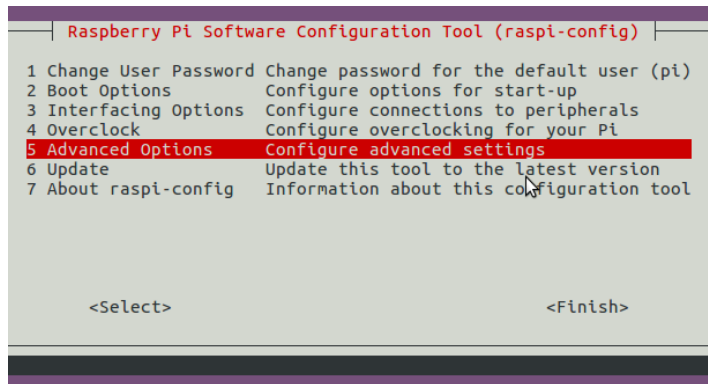 Raspberry Pi Software Configuration Tool (raspi-config)
1 Change User Password Change password for the default user (pi)
2 Boot Options Configure options for start-up
3 Interfacing Options Configure connections to peripherals
4 Overclock Configure overclocking for your Pi
5 Advanced Options Configure advanced settings
6 Update Update this tool to the latest version
7 About raspi-config Information about this configuration tool
<Select> <Finish>